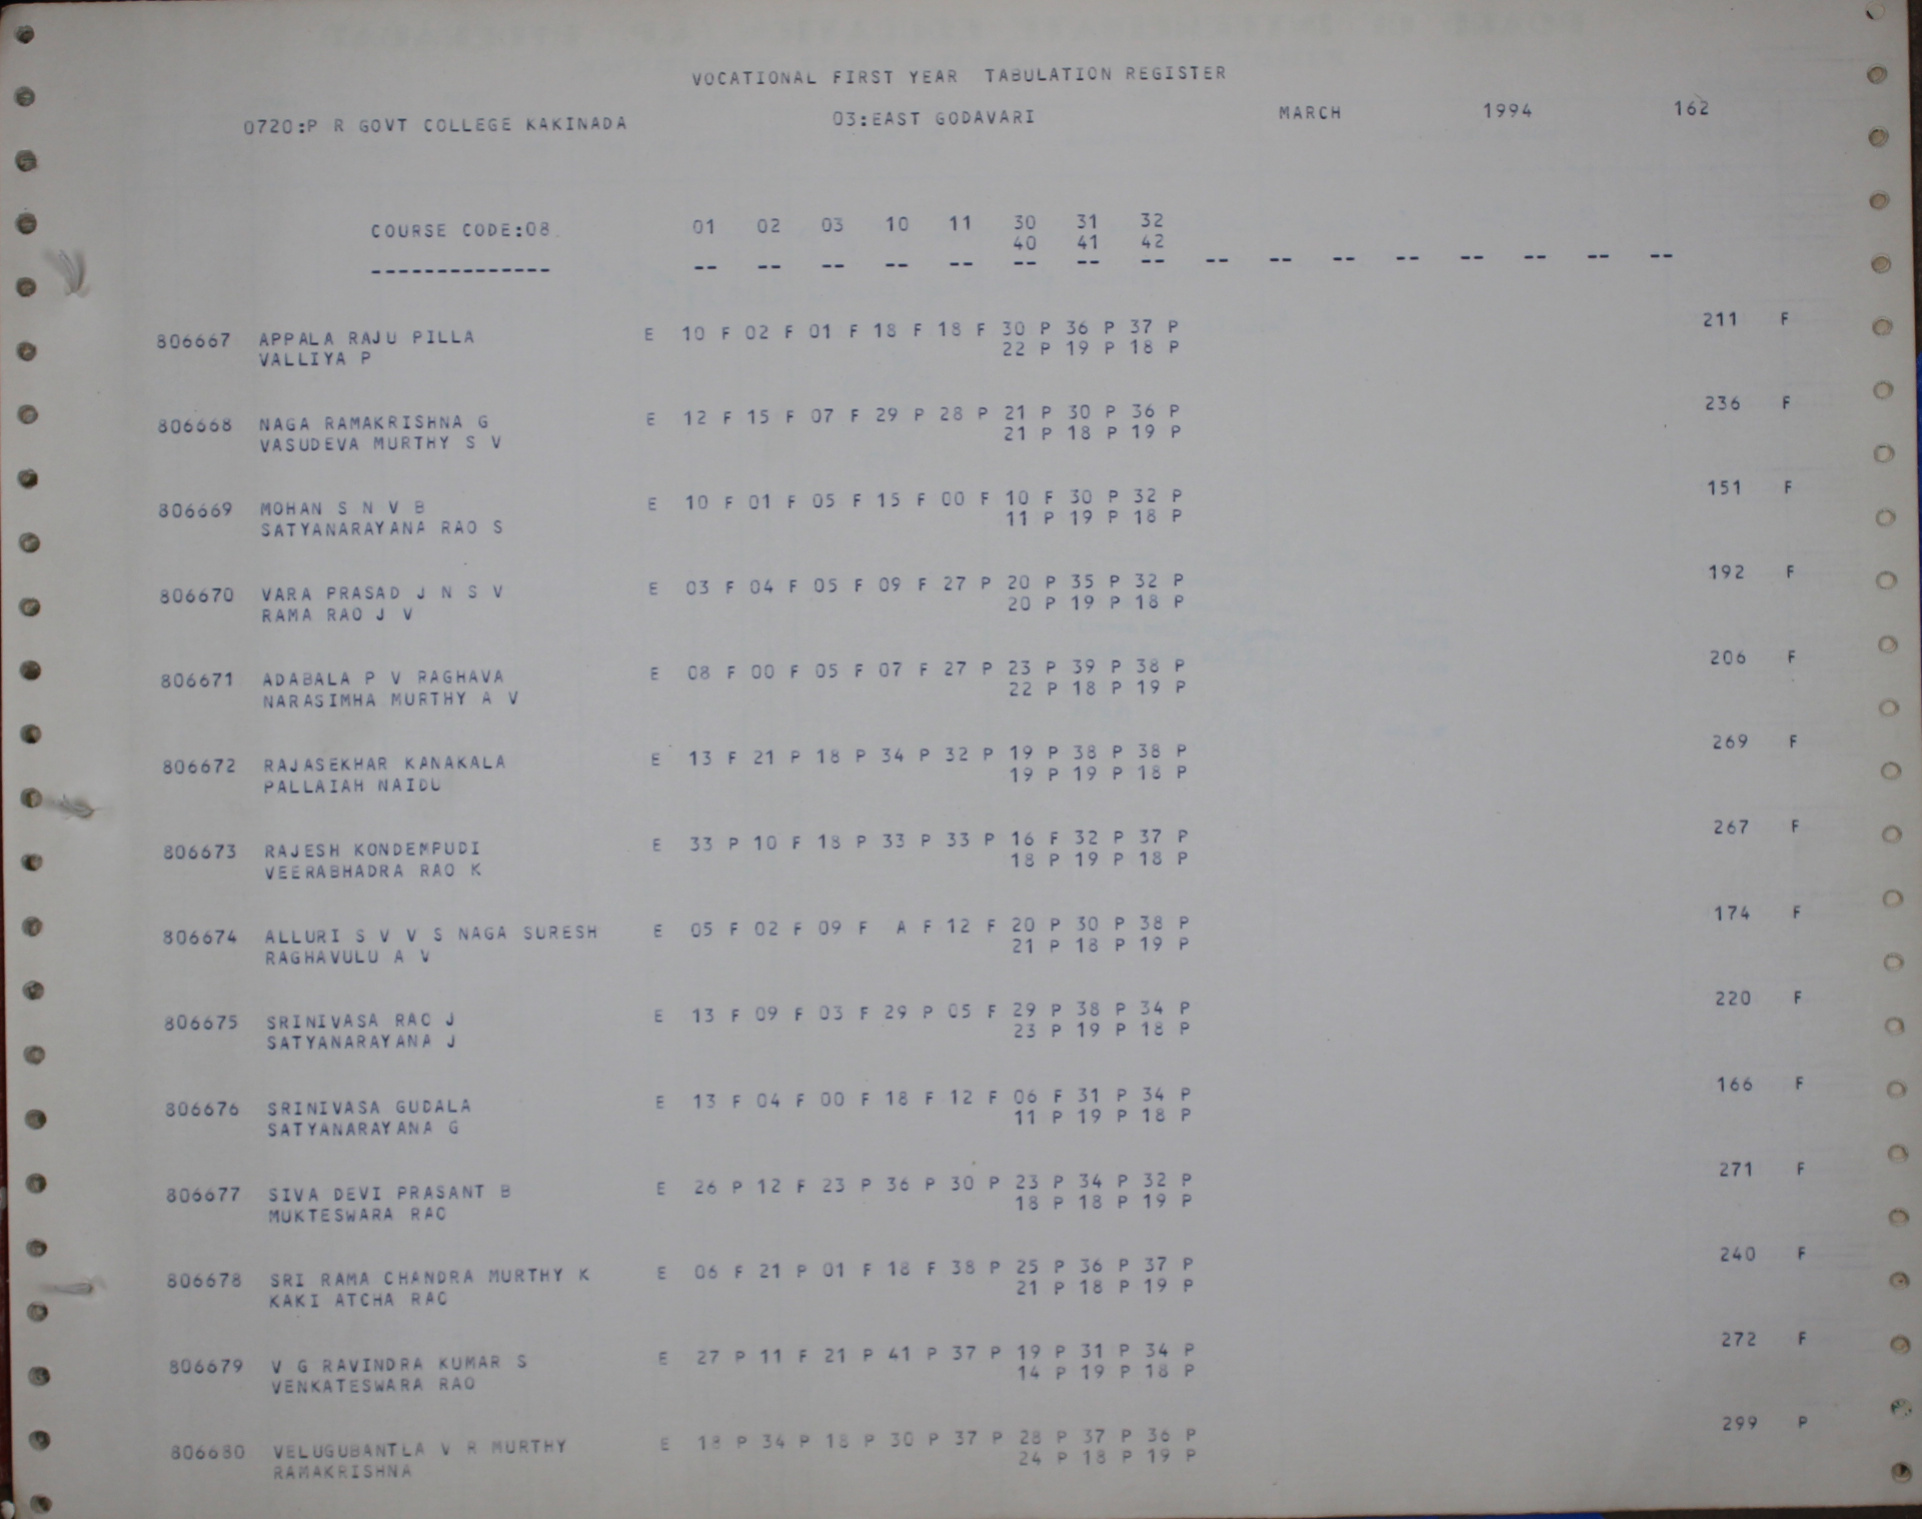 VOCATIONAL FIRST YEAR TABULATION REGISTER
0720:P R GOVT COLLEGE KAKINADA 03:EAST GODAVARI MARCH 1994 162
COURSE CODE:08. 01 02 03 10 11 30 31 32
40 41 42
-------------- -- -- -- -- -- -- -- -- -- -- -- -- -- -- -- --
806667 APPALA RAJU PILLA E 10 F 02 F 01 F 18 F 18 F 30 P 36 P 37 P 211 F
VALLIYA P 22 P 19 P 18 P
806668 NAGA RAMAKRISHNA G E 12 F 15 F 07 F 29 P 28 P 21 P 30 P 36 P 236 F
VASUDEVA MURTHY S V 21 P 18 P 19 P
806669 MOHAN S N V B E 10 F 01 F 05 F 15 F 00 F 10 F 30 P 32 P 151 F
SATYANARAYANA RAO S 11 P 19 P 18 P
806670 VARA PRASAD J N S V E 03 F 04 F 05 F 09 F 27 P 20 P 35 P 32 P 192 F
RAMA RAO J V 20 P 19 P 18 P
806671 ADABALA P V RAGHAVA E 08 F 00 F 05 F 07 F 27 P 23 P 39 P 38 P 206 F
NARASIMHA MURTHY A V 22 P 18 P 19 P
806672 RAJASEKHAR KANAKALA E 13 F 21 P 18 P 34 P 32 P 19 P 38 P 38 P 269 F
PALLAIAH NAIDU 19 P 19 P 18 P
806673 RAJESH KONDEMPUDI E 33 P 10 F 18 P 33 P 33 P 16 F 32 P 37 P 267 F
VEERABHADRA RAO K 18 P 19 P 18 P
806674 ALLURI S V V S NAGA SURESH E 05 F 02 F 09 F A F 12 F 20 P 30 P 38 P 174 F
RAGHAVULU A V 21 P 18 P 19 P
806675 SRINIVASA RAO J E 13 F 09 F 03 F 29 P 05 F 29 P 38 P 34 P 220 F
SATYANARAYANA J 23 P 19 P 18 P
806676 SRINIVASA GUDALA E 13 F 04 F 00 F 18 F 12 F 06 F 31 P 34 P 166 F
SATYANARAYANA G 11 P 19 P 18 P
806677 SIVA DEVI PRASANT B E 26 P 12 F 23 P 36 P 30 P 23 P 34 P 32 P 271 F
MUKTESWARA RAO 18 P 18 P 19 P
806678 SRI RAMA CHANDRA MURTHY K E 06 F 21 P 01 F 18 F 38 P 25 P 36 P 37 P 240 F
KAKI ATCHA RAO 21 P 18 P 19 P
806679 V G RAVINDRA KUMAR S E 27 P 11 F 21 P 41 P 37 P 19 P 31 P 34 P 272 F
VENKATESWARA RAO 14 P 19 P 18 P
806680 VELUGUBANTLA V R MURTHY E 18 P 34 P 18 P 30 P 37 P 28 P 37 P 36 P 299 P
RAMAKRISHNA 24 P 18 P 19 P